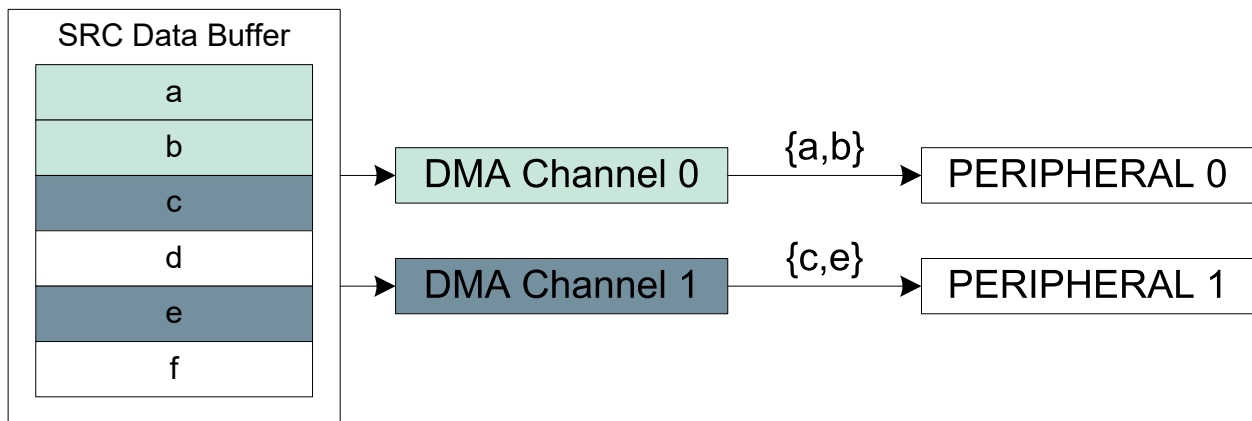 SRC Data Buffer
a
b
c
d
e
f
DMA Channel 0
{a,b}
PERIPHERAL 0
DMA Channel 1
{c,e}
PERIPHERAL 1